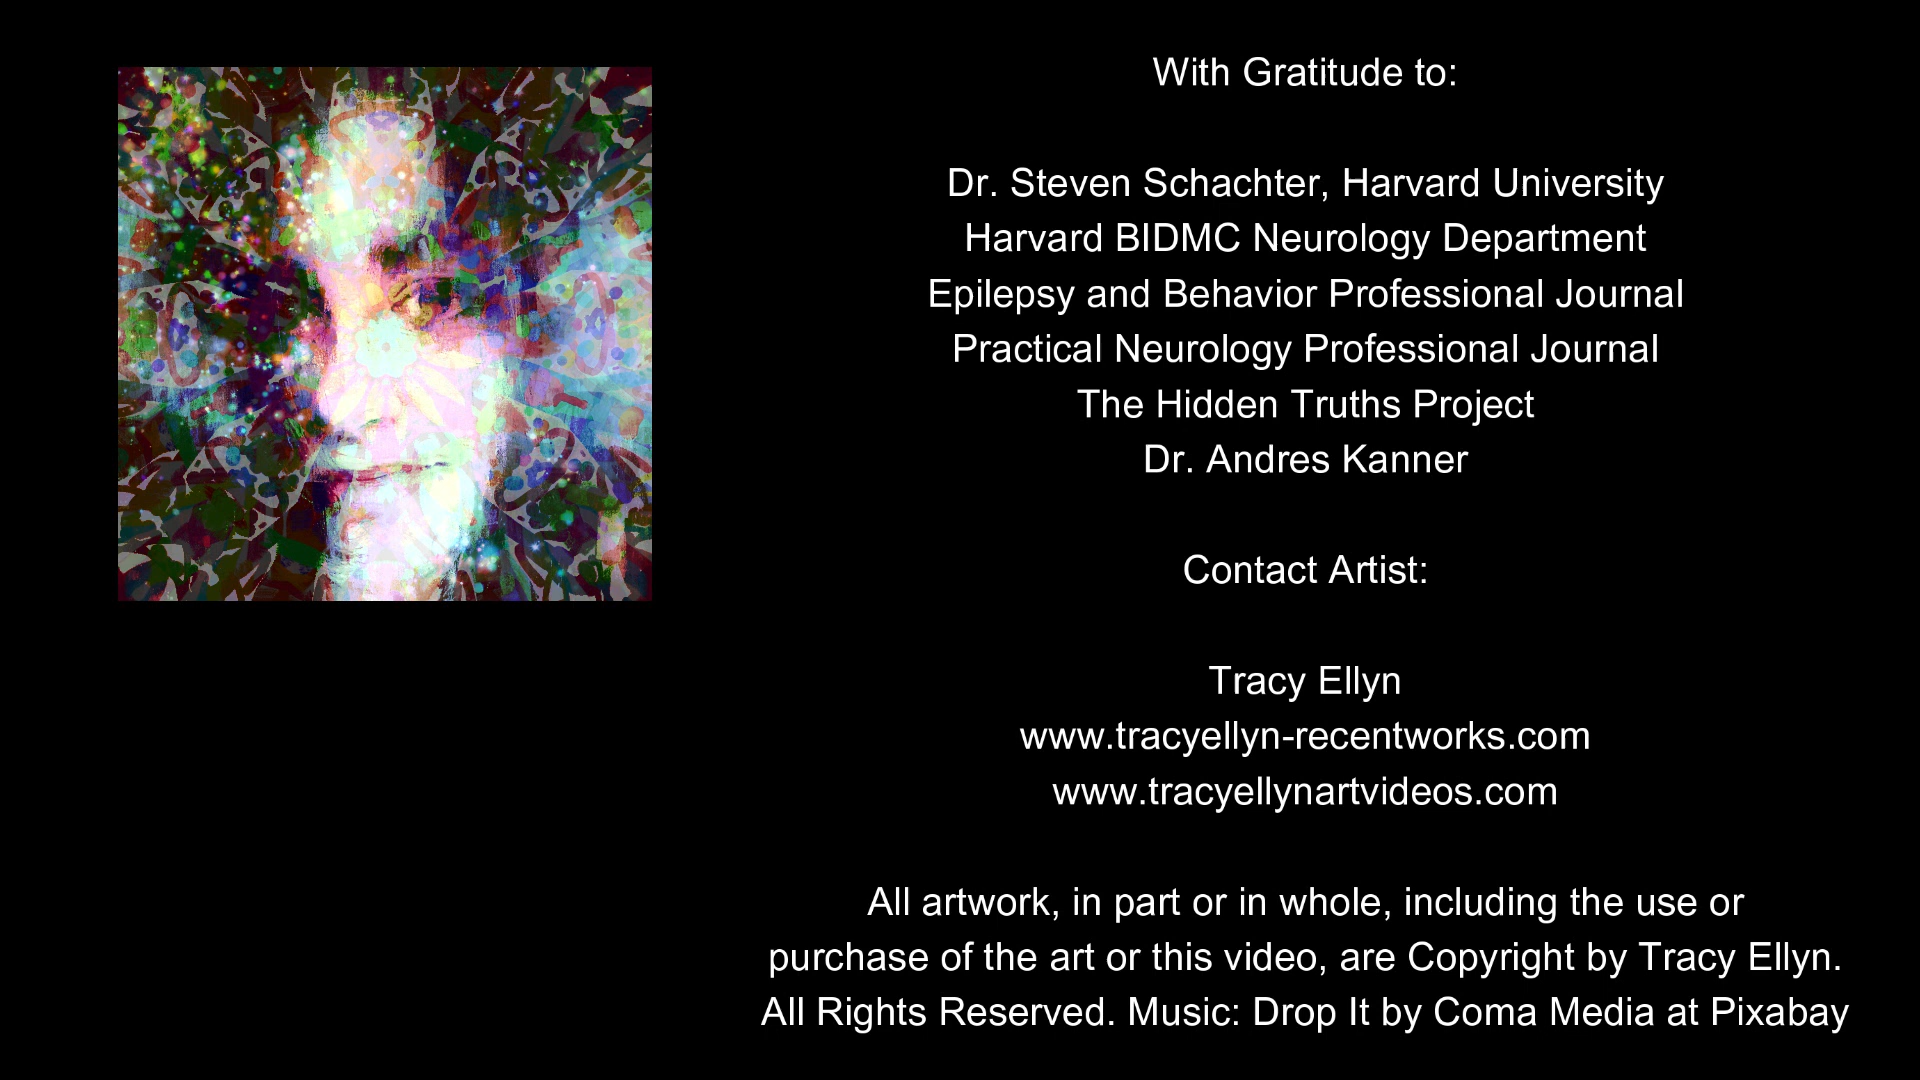 With Gratitude to:
Dr. Steven Schachter, Harvard University
Harvard BIDMC Neurology Department
Epilepsy and Behavior Professional Journal
Practical Neurology Professional Journal
The Hidden Truths Project
Dr. Andres Kanner
Contact Artist:
Tracy Ellyn
www.tracyellyn-recentworks.com
www.tracyellynartvideos.com
All artwork, in part or in whole, including the use or
purchase of the art or this video, are Copyright by Tracy Ellyn.
All Rights Reserved. Music: Drop It by Coma Media at Pixabay